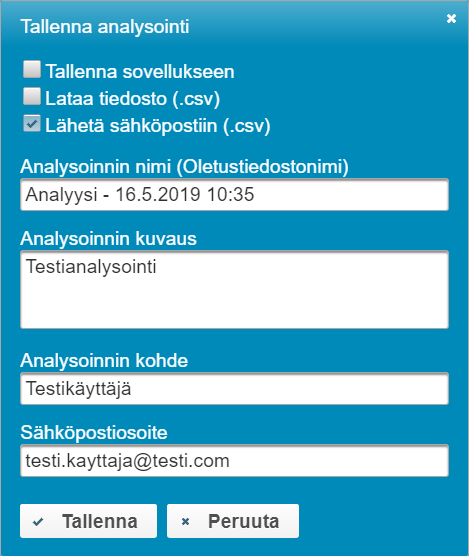 Tallenna analysointi
Tallenna sovellukseen
Lataa tiedosto (.csv)
Lähetä sähköpostiin (.csv)
Analysoinnin nimi (Oletustiedostonimi)
Analyysi - 16.5.2019 10:35
Analysoinnin kuvaus
Testianalysointi
Analysoinnin kohde
Testikäyttäjä
Sähköpostiosoite
testi.kayttaja@testi.com
Tallenna Peruuta